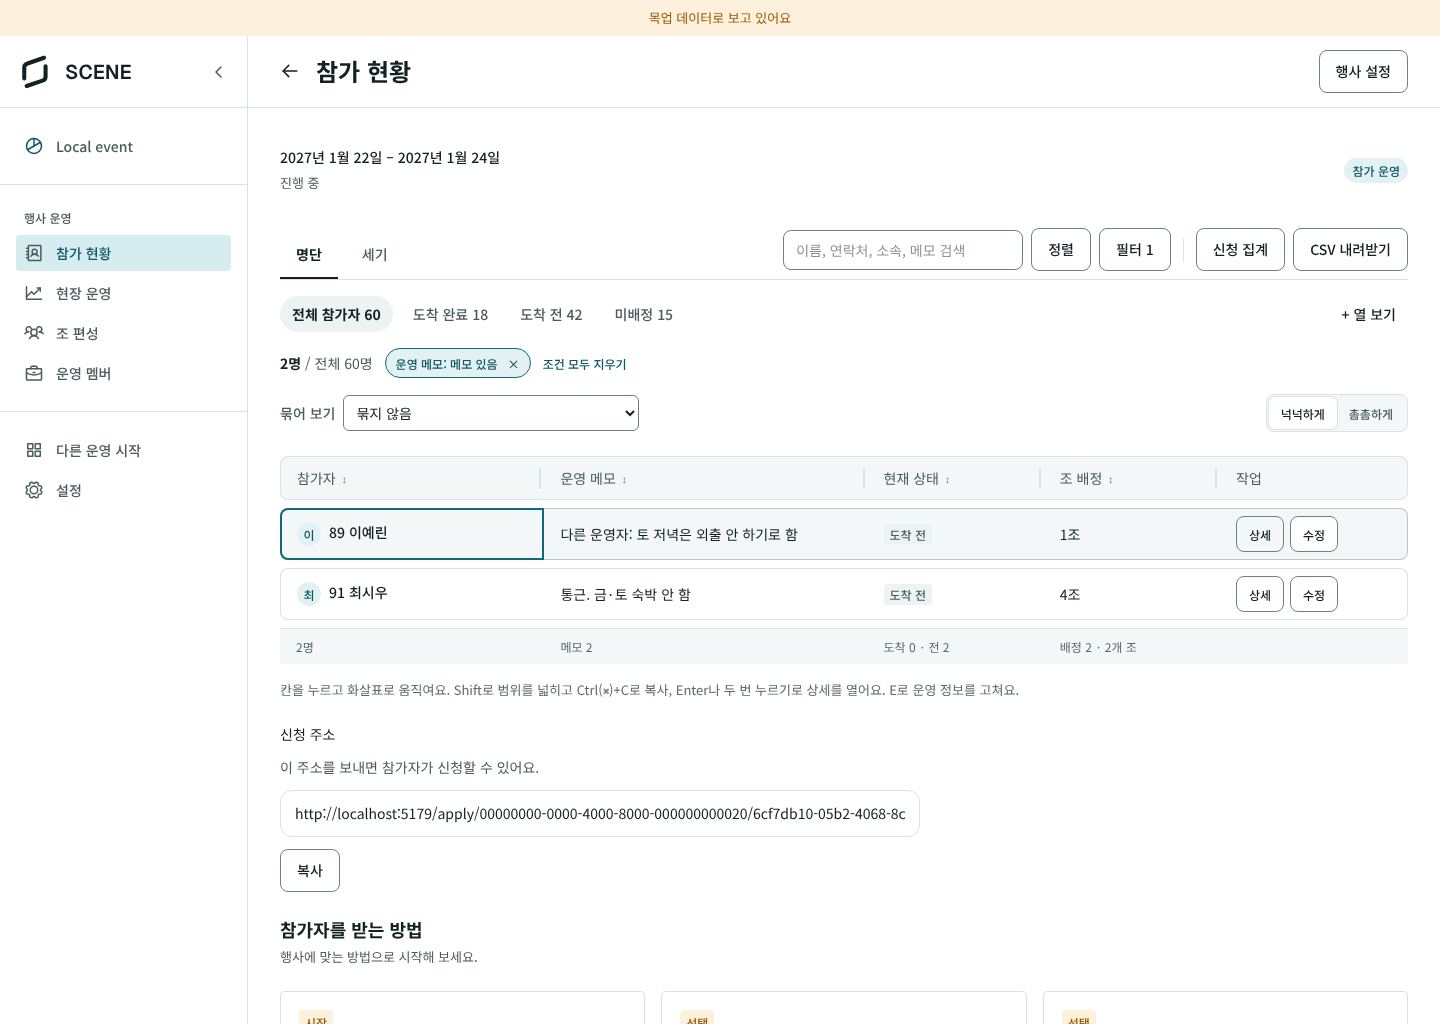 목업 데이터로 보고 있어요
SCENE
참가 현황
행사 설정
Local event
2027년 1월 22일 – 2027년 1월 24일
진행 중
참가 운영
행사 운영
참가 현황
현장 운영
조 편성
운영 멤버
다른 운영 시작
설정
명단
세기
이름, 연락처, 소속, 메모 검색
정렬
필터 1
신청 집계
CSV 내려받기
전체 참가자 60
도착 완료 18
도착 전 42
미배정 15
+ 열 보기
2명 / 전체 60명
운영 메모: 메모 있음 ×
조건 모두 지우기
묶어 보기
묶지 않음
넉넉하게
촘촘하게
참가자 ↕
운영 메모 ↕
현재 상태 ↕
조 배정 ↕
작업
이 89 이예린
다른 운영자: 토 저녁은 외출 안 하기로 함
도착 전
1조
상세
수정
최 91 최시우
통근. 금·토 숙박 안 함
도착 전
4조
상세
수정
2명
메모 2
도착 0 · 전 2
배정 2 · 2개 조
칸을 누르고 화살표로 움직여요. Shift로 범위를 넓히고 Ctrl(⌘)+C로 복사, Enter나 두 번 누르기로 상세를 열어요. E로 운영 정보를 고쳐요.
신청 주소
이 주소를 보내면 참가자가 신청할 수 있어요.
http://localhost:5179/apply/00000000-0000-4000-8000-000000000020/6cf7db10-05b2-4068-8c
복사
참가자를 받는 방법
행사에 맞는 방법으로 시작해 보세요.
시작
선택
선택